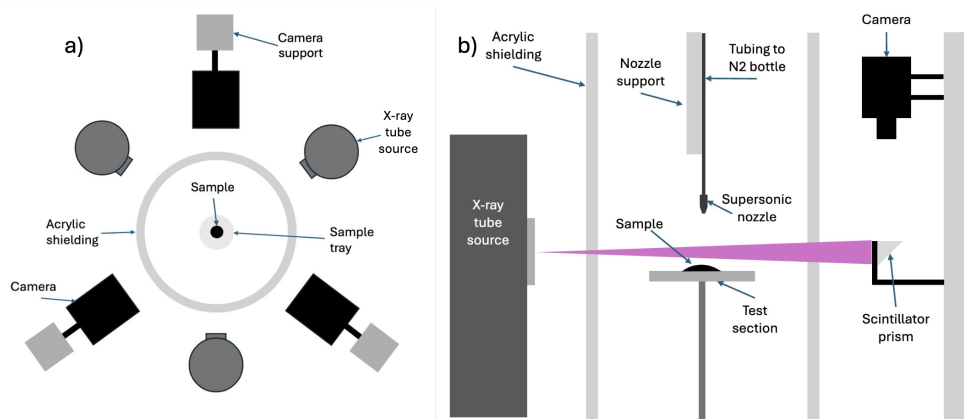 a)
Camera
support
X-ray
tube
source
Sample
Acrylic
shielding
Sample
tray
Camera
b)
Acrylic
shielding
Nozzle
support
Tubing to
N2 bottle
Camera
X-ray
tube
source
Supersonic
nozzle
Sample
Test
section
Scintillator
prism